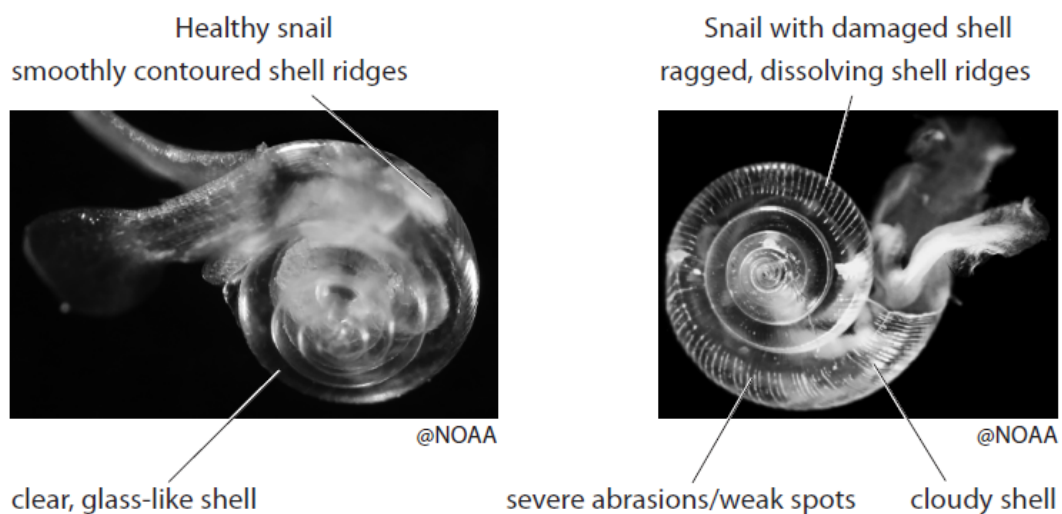 Healthy snail
smoothly contoured shell ridges
@NOAA
clear, glass-like shell
Snail with damaged shell
ragged, dissolving shell ridges
@NOAA
severe abrasions/weak spots
cloudy shell